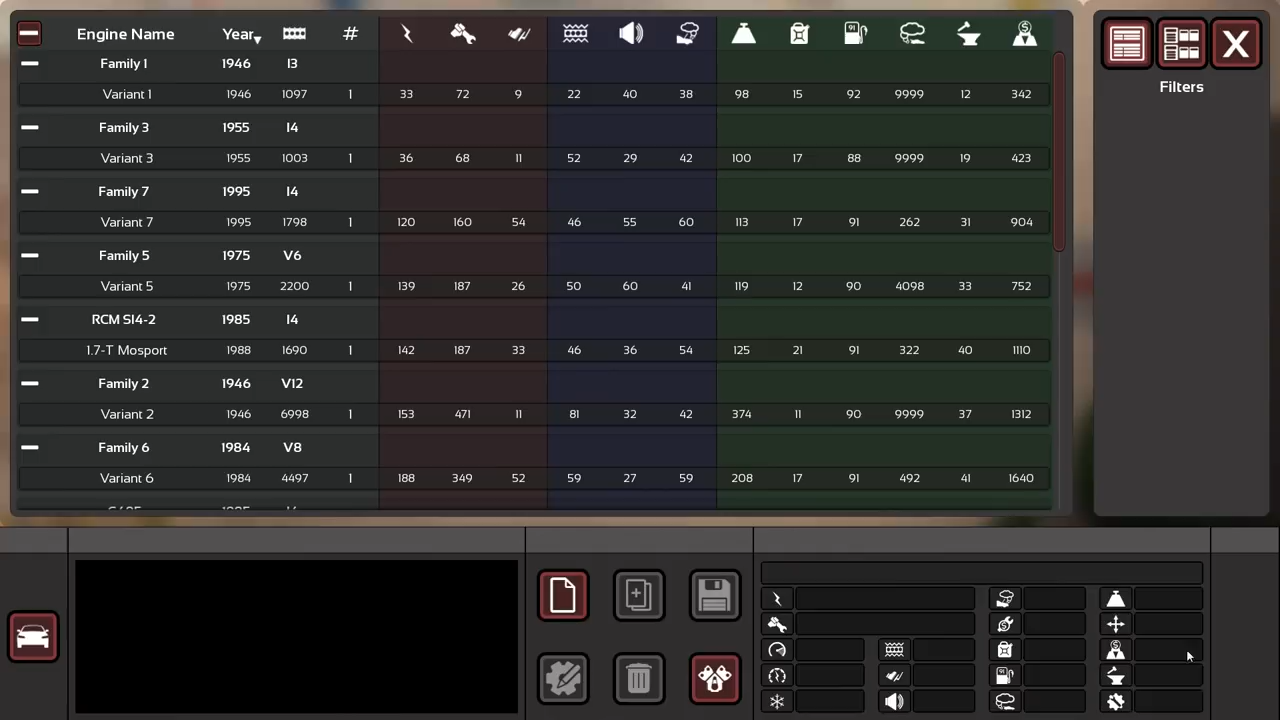 Engine Name Year #
Filters
Family 1 1946 I3
Variant 1 1946 1097 1 33 72 9 22 40 38 98 15 92 9999 12 342
Family 3 1955 I4
Variant 3 1955 1003 1 36 68 11 52 29 42 100 17 88 9999 19 423
Family 7 1995 I4
Variant 7 1995 1798 1 120 160 54 46 55 60 113 17 91 262 31 904
Family 5 1975 V6
Variant 5 1975 2200 1 139 187 26 50 60 41 119 12 90 4098 33 752
RCM SI4-2 1985 I4
1.7-T Mosport 1988 1690 1 142 187 33 46 36 54 125 21 91 322 40 1110
Family 2 1946 V12
Variant 2 1946 6998 1 153 471 11 81 32 42 374 11 90 9999 37 1312
Family 6 1984 V8
Variant 6 1984 4497 1 188 349 52 59 27 59 208 17 91 492 41 1640